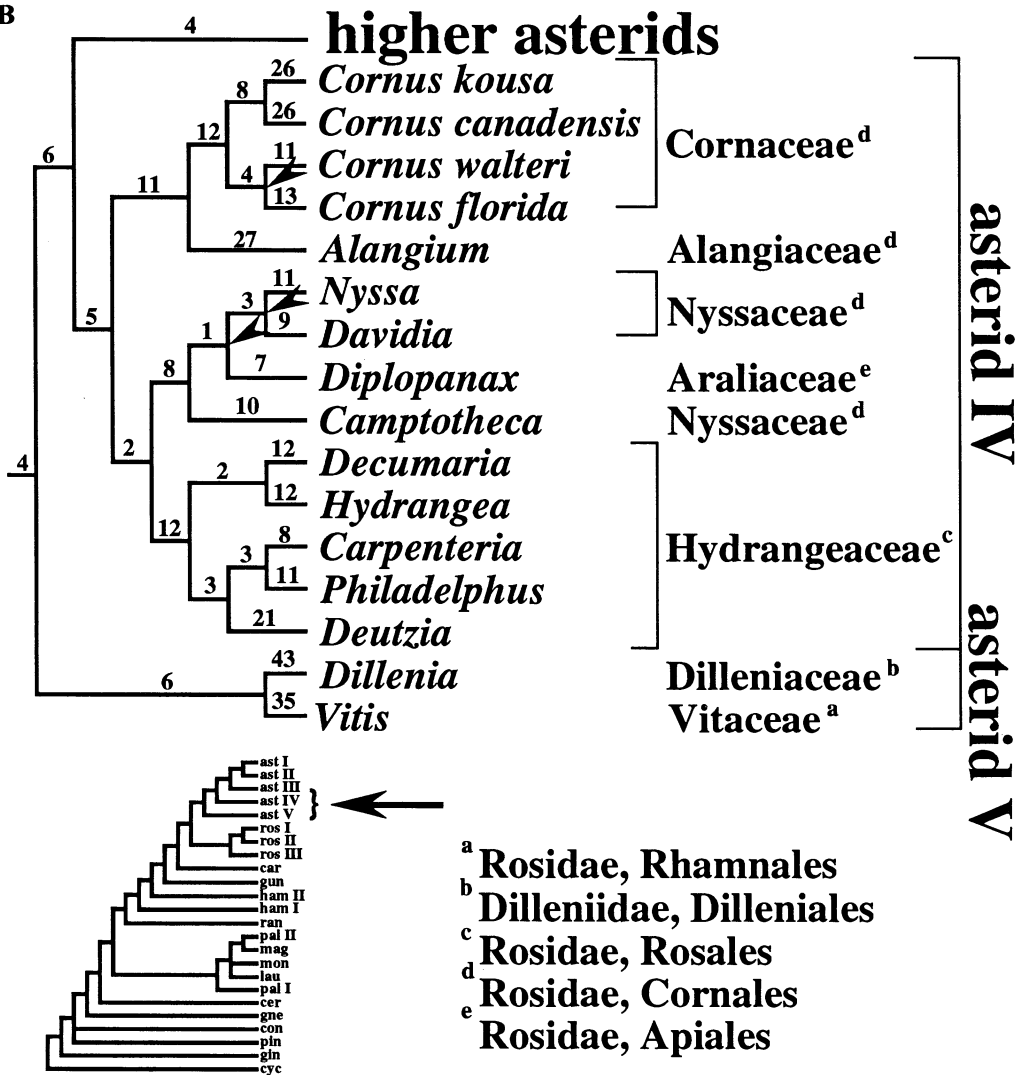 B
4 higher asterids
6
26 Cornus kousa
8
26 Cornus canadensis
12
Cornaceae d
11 Cornus walteri
4
11
13 Cornus florida
27 Alangium Alangiaceae d
11 Nyssa
3
Nyssaceae d
9 Davidia
5
1
7 Diplopanax Araliaceae e
8
10 Camptotheca Nyssaceae d
2
12 Decumaria
4
2
12 Hydrangea
12
8 Carpenteria Hydrangeaceae c
3
11 Philadelphus
3
21 Deutzia
43 Dillenia Dilleniaceae b
6
35 Vitis Vitaceae a
asterid IV
asterid V
ast I
ast II
ast III
ast IV
ast V
ros I
ros II
ros III
car
gun
ham II
ham I
ran
pal II
mag
mon
lau
pal I
cer
gne
con
pin
gin
cyc
a Rosidae, Rhamnales
b Dilleniidae, Dilleniales
c Rosidae, Rosales
d Rosidae, Cornales
e Rosidae, Apiales